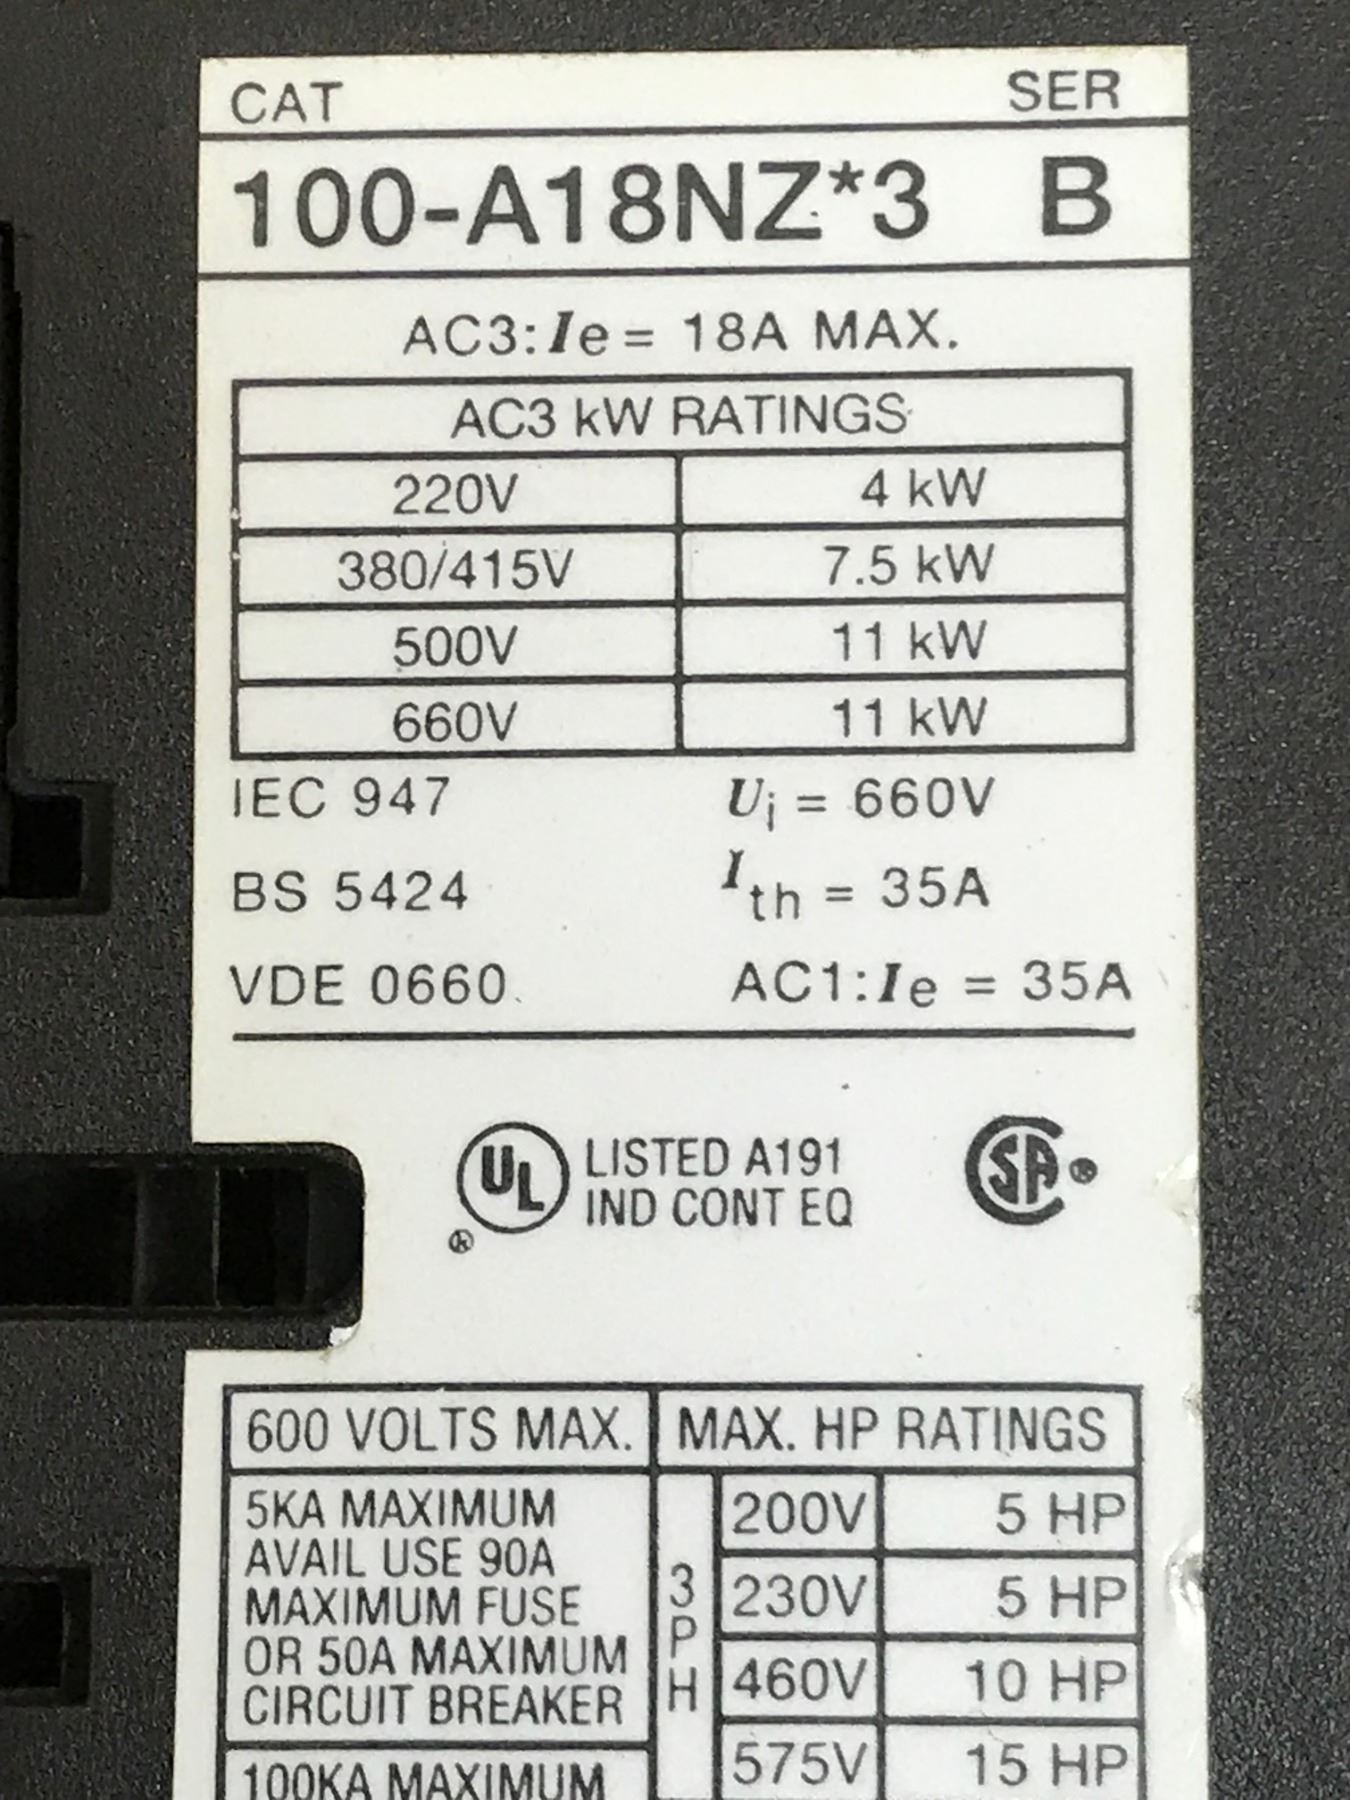 CAT SER
100-A18NZ*3 B
AC3: Ie = 18A MAX.
AC3 kW RATINGS
220V 4 kW
380/415V 7.5 kW
500V 11 kW
660V 11 kW
IEC 947 Ui = 660V
BS 5424 Ith = 35A
VDE 0660 AC1: Ie = 35A
UL ® LISTED A191
IND CONT EQ
SA ®
600 VOLTS MAX. MAX. HP RATINGS
5KA MAXIMUM
AVAIL USE 90A
MAXIMUM FUSE
OR 50A MAXIMUM
CIRCUIT BREAKER
100KA MAXIMUM
3 PH
200V 5 HP
230V 5 HP
460V 10 HP
575V 15 HP